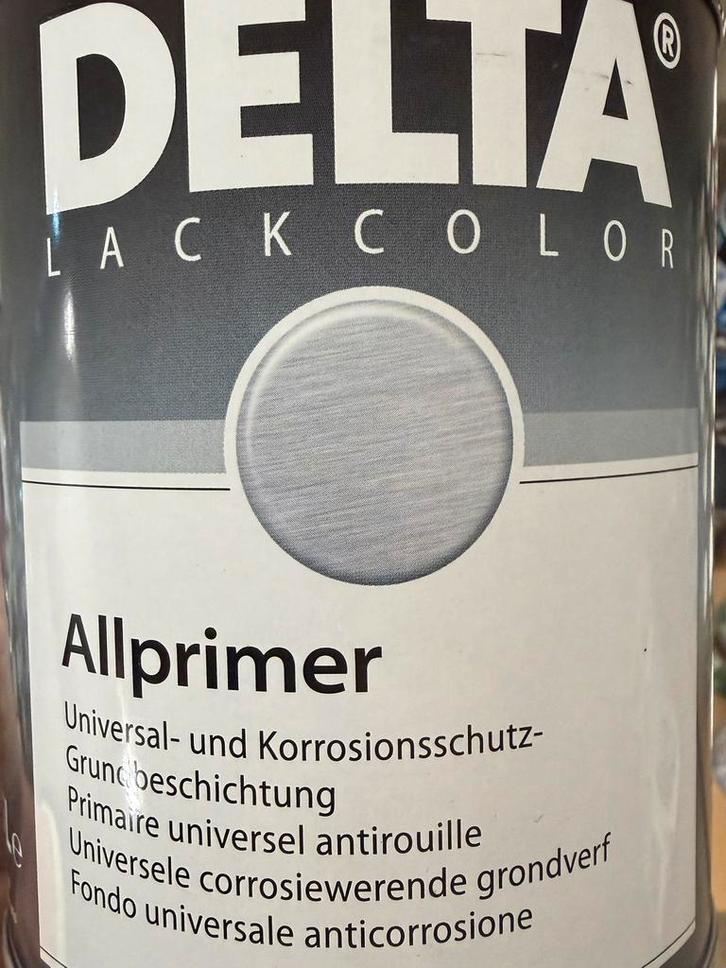 DELTA®
LACKCOLOR
Allprimer
Universal- und Korrosionsschutz-
Grundbeschichtung
Primaire universel antirouille
Universele corrosiewerende grondverf
Fondo universale anticorrosione